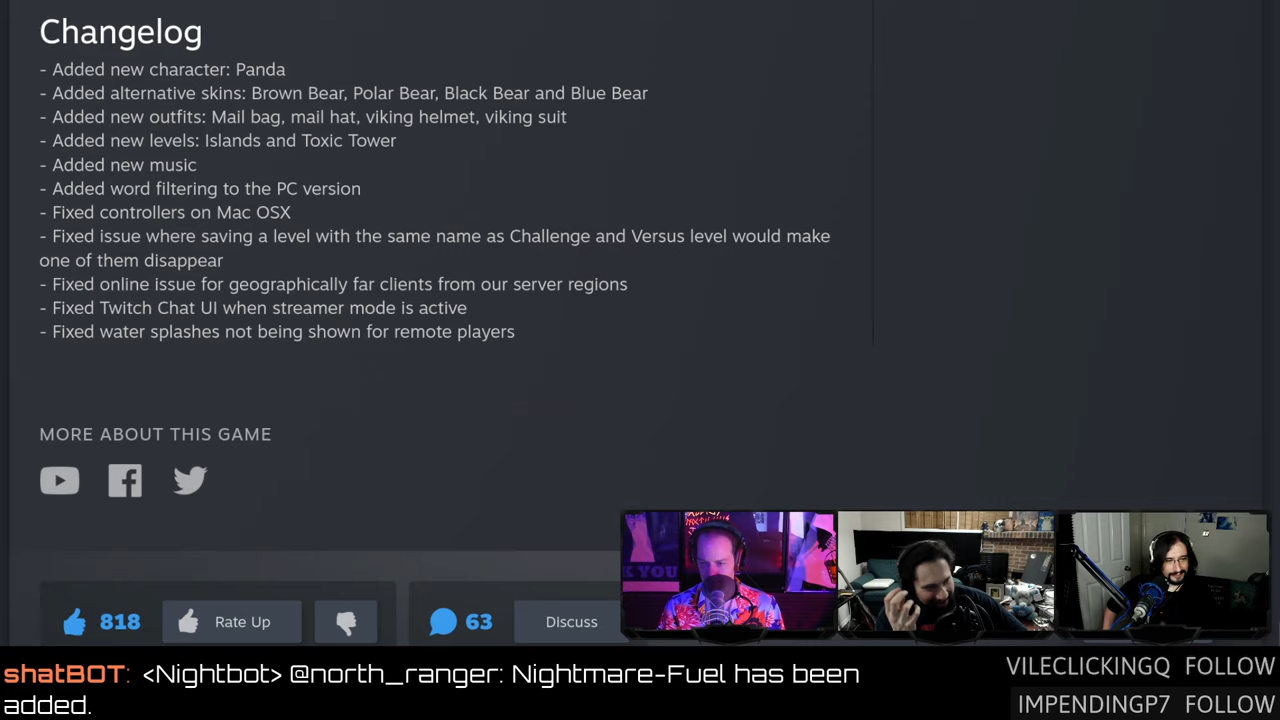 Changelog
- Added new character: Panda
- Added alternative skins: Brown Bear, Polar Bear, Black Bear and Blue Bear
- Added new outfits: Mail bag, mail hat, viking helmet, viking suit
- Added new levels: Islands and Toxic Tower
- Added new music
- Added word filtering to the PC version
- Fixed controllers on Mac OSX
- Fixed issue where saving a level with the same name as Challenge and Versus level would make
one of them disappear
- Fixed online issue for geographically far clients from our server regions
- Fixed Twitch Chat UI when streamer mode is active
- Fixed water splashes not being shown for remote players
MORE ABOUT THIS GAME
818
Rate Up
63
Discuss
K YOU
shatBOT: <Nightbot> @north_ranger: Nightmare-Fuel has been
added.
VILECLICKINGQ FOLLOW
IMPENDINGP7 FOLLOW